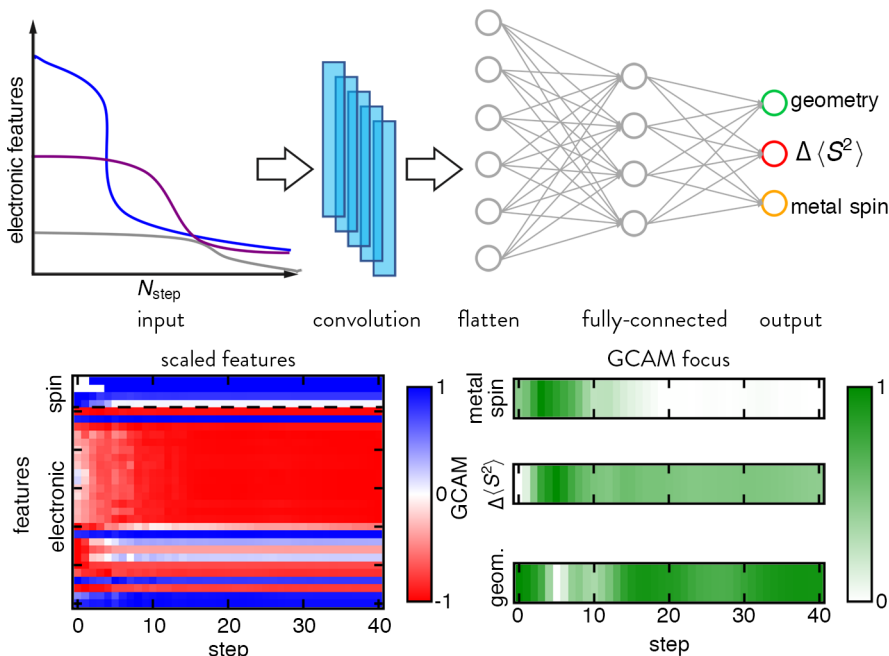 electronic features
N_step
geometry
Δ ⟨S²⟩
metal spin
input
convolution
flatten
fully-connected
output
scaled features
features
spin
electronic
0
10
20
30
40
step
1
0
-1
GCAM focus
metal
spin
Δ⟨S²⟩
geom.
0
10
20
30
40
step
GCAM
1
0